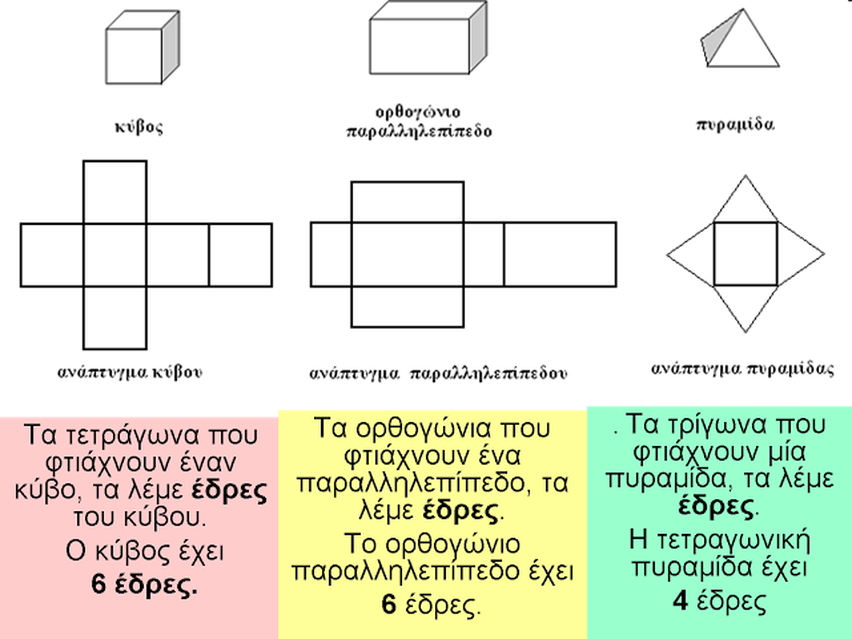 κύβος
ορθογώνιο
παραλληλεπίπεδο
πυραμίδα
ανάπτυγμα κύβου
ανάπτυγμα παραλληλεπίπεδου
ανάπτυγμα πυραμίδας
Τα τετράγωνα που
φτιάχνουν έναν
κύβο, τα λέμε έδρες
του κύβου.
Ο κύβος έχει
6 έδρες.
Τα ορθογώνια που
φτιάχνουν ένα
παραλληλεπίπεδο, τα
λέμε έδρες.
Το ορθογώνιο
παραλληλεπίπεδο έχει
6 έδρες.
. Τα τρίγωνα που
φτιάχνουν μία
πυραμίδα, τα λέμε
έδρες.
Η τετραγωνική
πυραμίδα έχει
4 έδρες